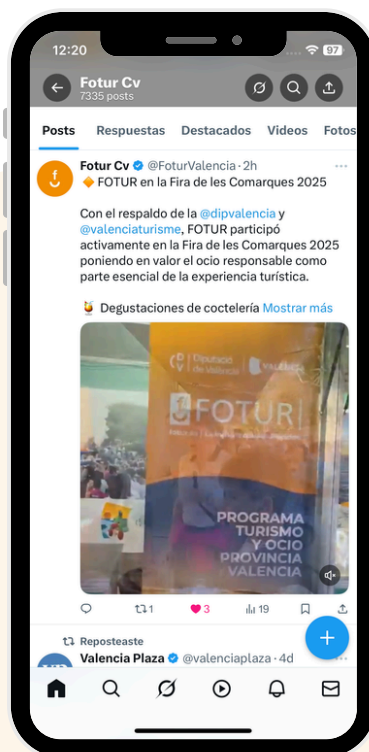 12:20
97
Fotur Cv
7335 posts
Posts Respuestas Destacados Videos Fotos
Fotur Cv @FoturValencia · 2h
FOTUR en la Fira de les Comarques 2025
Con el respaldo de la @dipvalencia y
@valenciaturisme, FOTUR participó
activamente en la Fira de les Comarques 2025
poniendo en valor el ocio responsable como
parte esencial de la experiencia turística.
Degustaciones de coctelería Mostrar más
Diputació
de València
VALÈNCIA
FOTUR
PROGRAMA
TURISMO
Y OCIO
PROVINCIA
VALENCIA
1 3 19
Reposteaste
Valencia Plaza @valenciaplaza · 4d